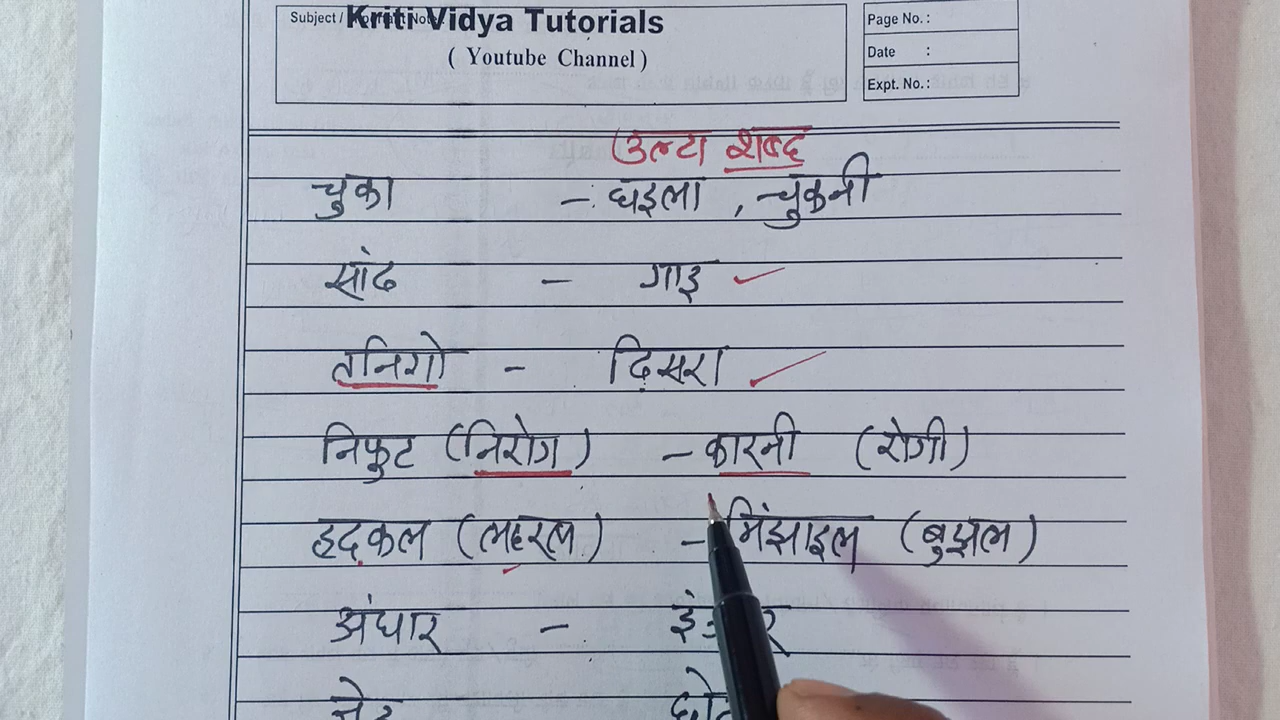 Subject /
Kriti Vidya Tutorials
( Youtube Channel )
Page No. :
Date :
Expt. No. :
उल्टा शब्द
चुका - घइला , चुकनी
सांढ - गाइ
तनिगो - ढ़िसरा
निफुट (निरोग) - कारनी (रोगी)
हदकल (लहरल) - मिंझाइल (बुझल)
अंधार -